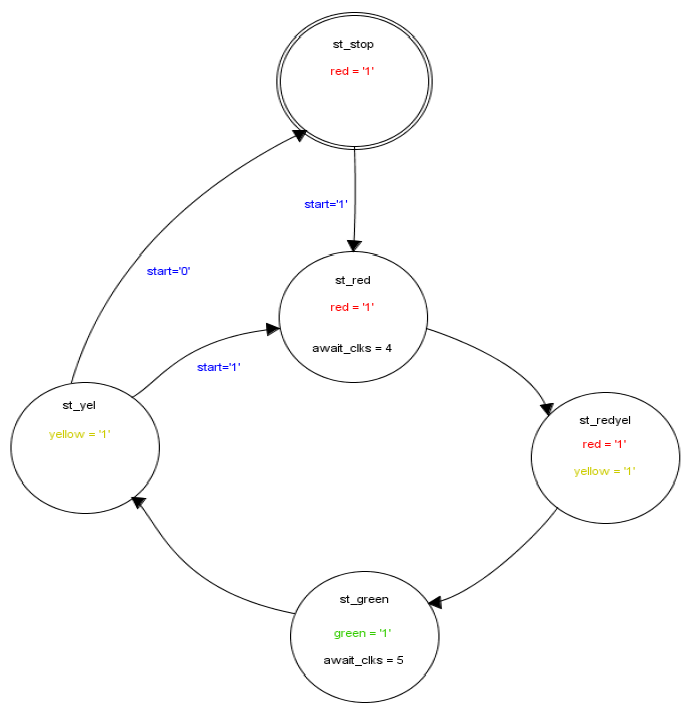 st_stop
red = '1'
start='1'
start='0'
st_red
red = '1'
await_clks = 4
start='1'
st_yel
yellow = '1'
st_redyel
red = '1'
yellow = '1'
st_green
green = '1'
await_clks = 5